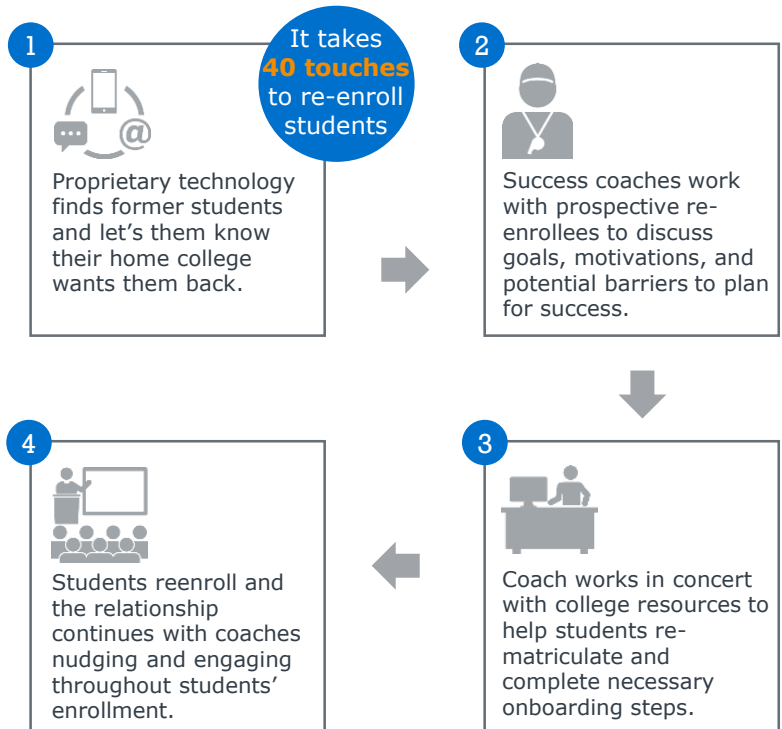 1
It takes
40 touches
to re-enroll
students
@
Proprietary technology
finds former students
and let's them know
their home college
wants them back.
2
Success coaches work
with prospective re-
enrollees to discuss
goals, motivations, and
potential barriers to plan
for success.
3
Coach works in concert
with college resources to
help students re-
matriculate and
complete necessary
onboarding steps.
4
Students reenroll and
the relationship
continues with coaches
nudging and engaging
throughout students’
enrollment.